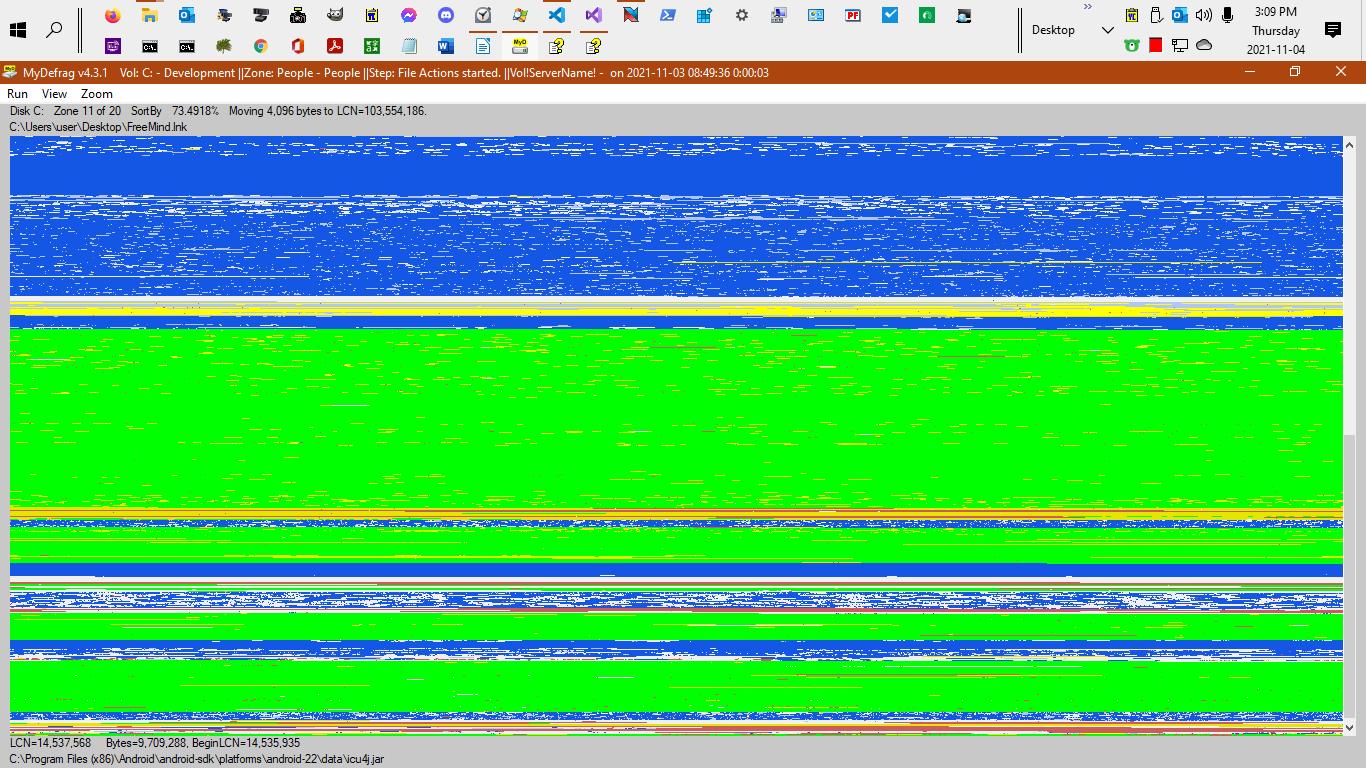 3:09 PM
Desktop
Thursday
2021-11-04
MyDefrag v4.3.1 Vol: C: - Development ||Zone: People - People ||Step: File Actions started. ||Vol!ServerName! - on 2021-11-03 08:49:36 0:00:03
Run View Zoom
Disk C: Zone 11 of 20 SortBy 73.4918% Moving 4,096 bytes to LCN=103,554,186.
C:\Users\user\Desktop\FreeMind.lnk
LCN=14,537,568 Bytes=9,709,288, BeginLCN=14,535,935
C:\Program Files (x86)\Android\android-sdk\platforms\android-22\data\icu4j.jar